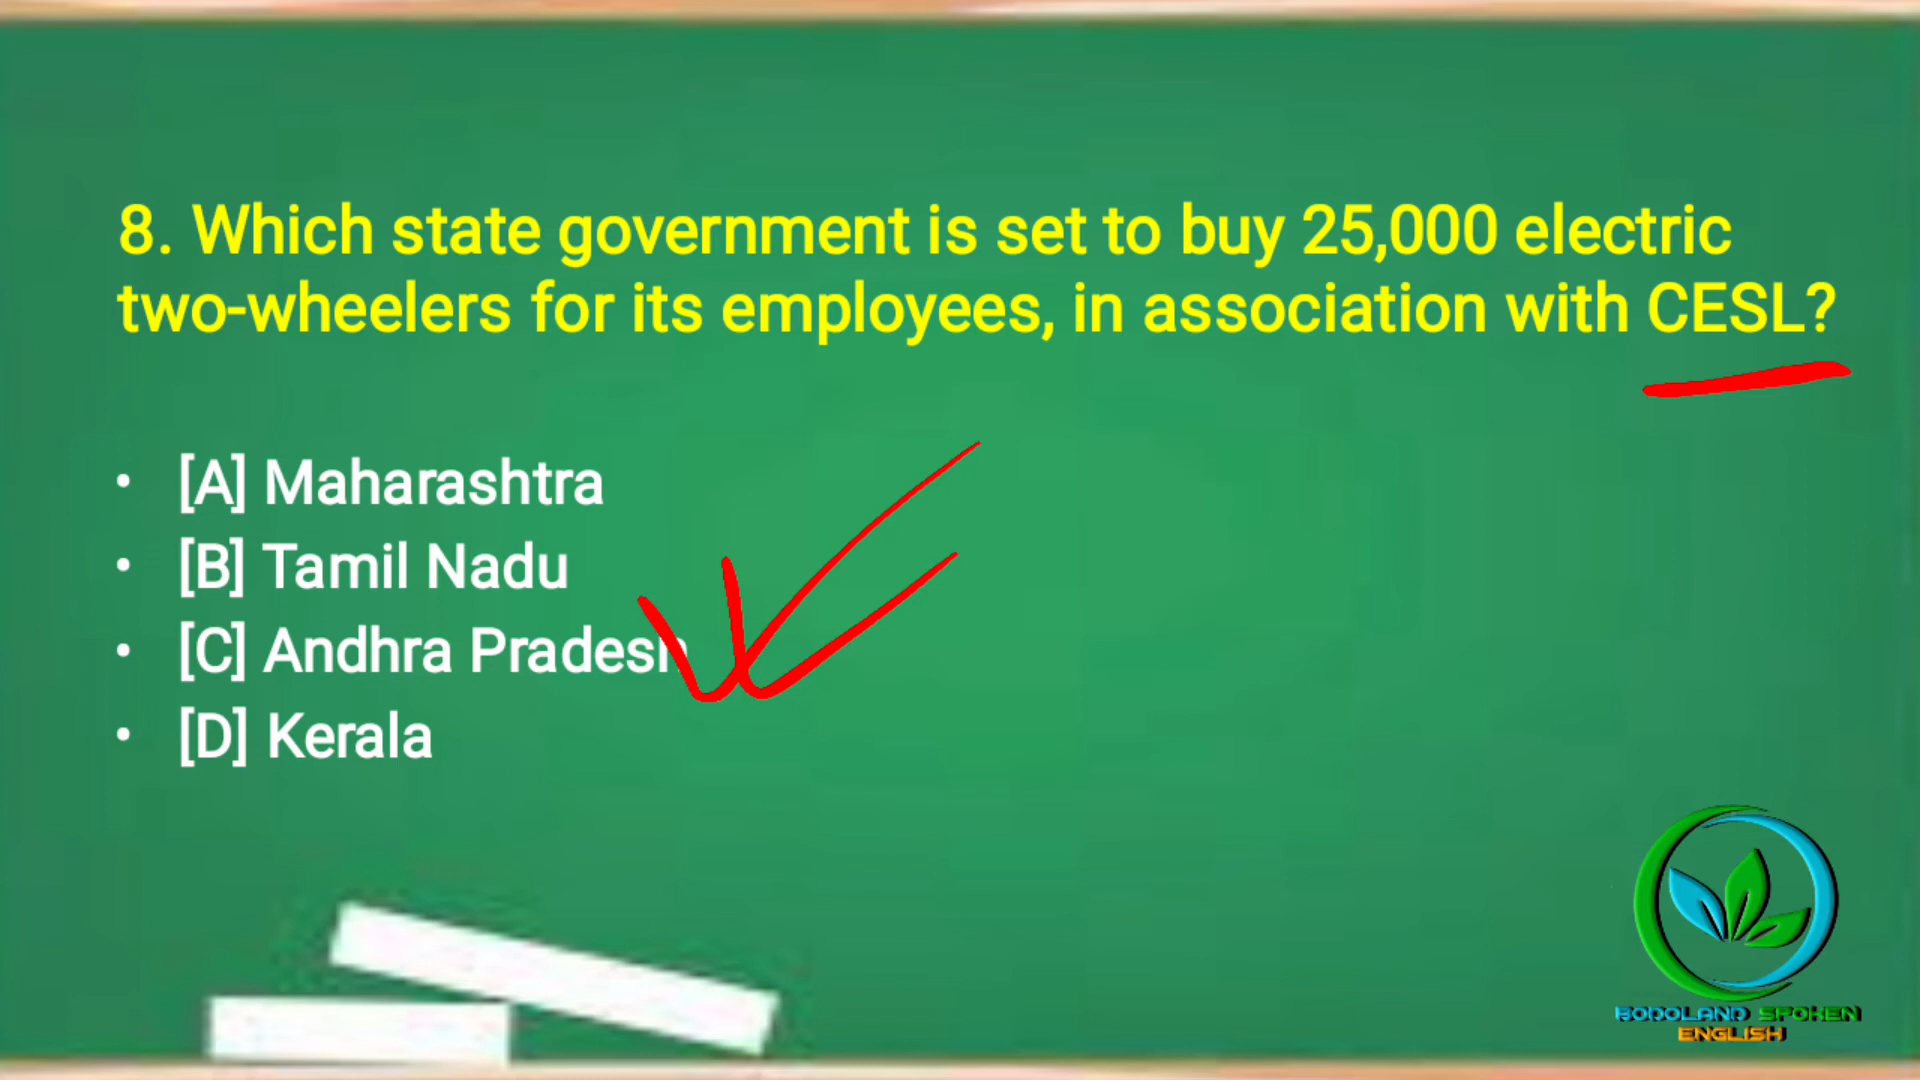 8. Which state government is set to buy 25,000 electric
two-wheelers for its employees, in association with CESL?
• [A] Maharashtra
• [B] Tamil Nadu
• [C] Andhra Pradesh
• [D] Kerala
BODOLAND SPOKEN
ENGLISH